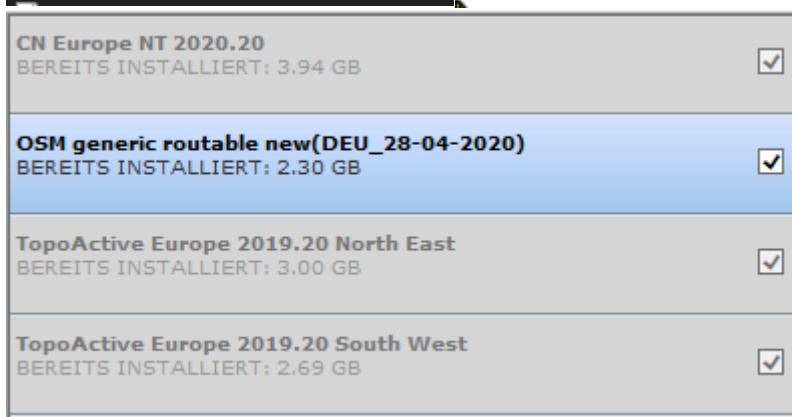 CN Europe NT 2020.20
BEREITS INSTALLIERT: 3.94 GB
OSM generic routable new(DEU_28-04-2020)
BEREITS INSTALLIERT: 2.30 GB
TopoActive Europe 2019.20 North East
BEREITS INSTALLIERT: 3.00 GB
TopoActive Europe 2019.20 South West
BEREITS INSTALLIERT: 2.69 GB